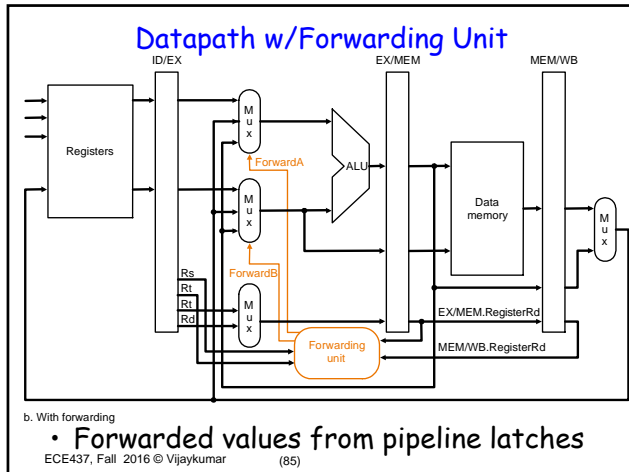 Datapath w/Forwarding Unit
ID/EX
EX/MEM
MEM/WB
Registers
M
u
x
ForwardA
ALU
M
u
x
ForwardB
Data
memory
M
u
x
Rs
Rt
Rt
Rd
M
u
x
EX/MEM.RegisterRd
Forwarding
unit
MEM/WB.RegisterRd
b. With forwarding
• Forwarded values from pipeline latches
ECE437, Fall 2016 © Vijaykumar (85)